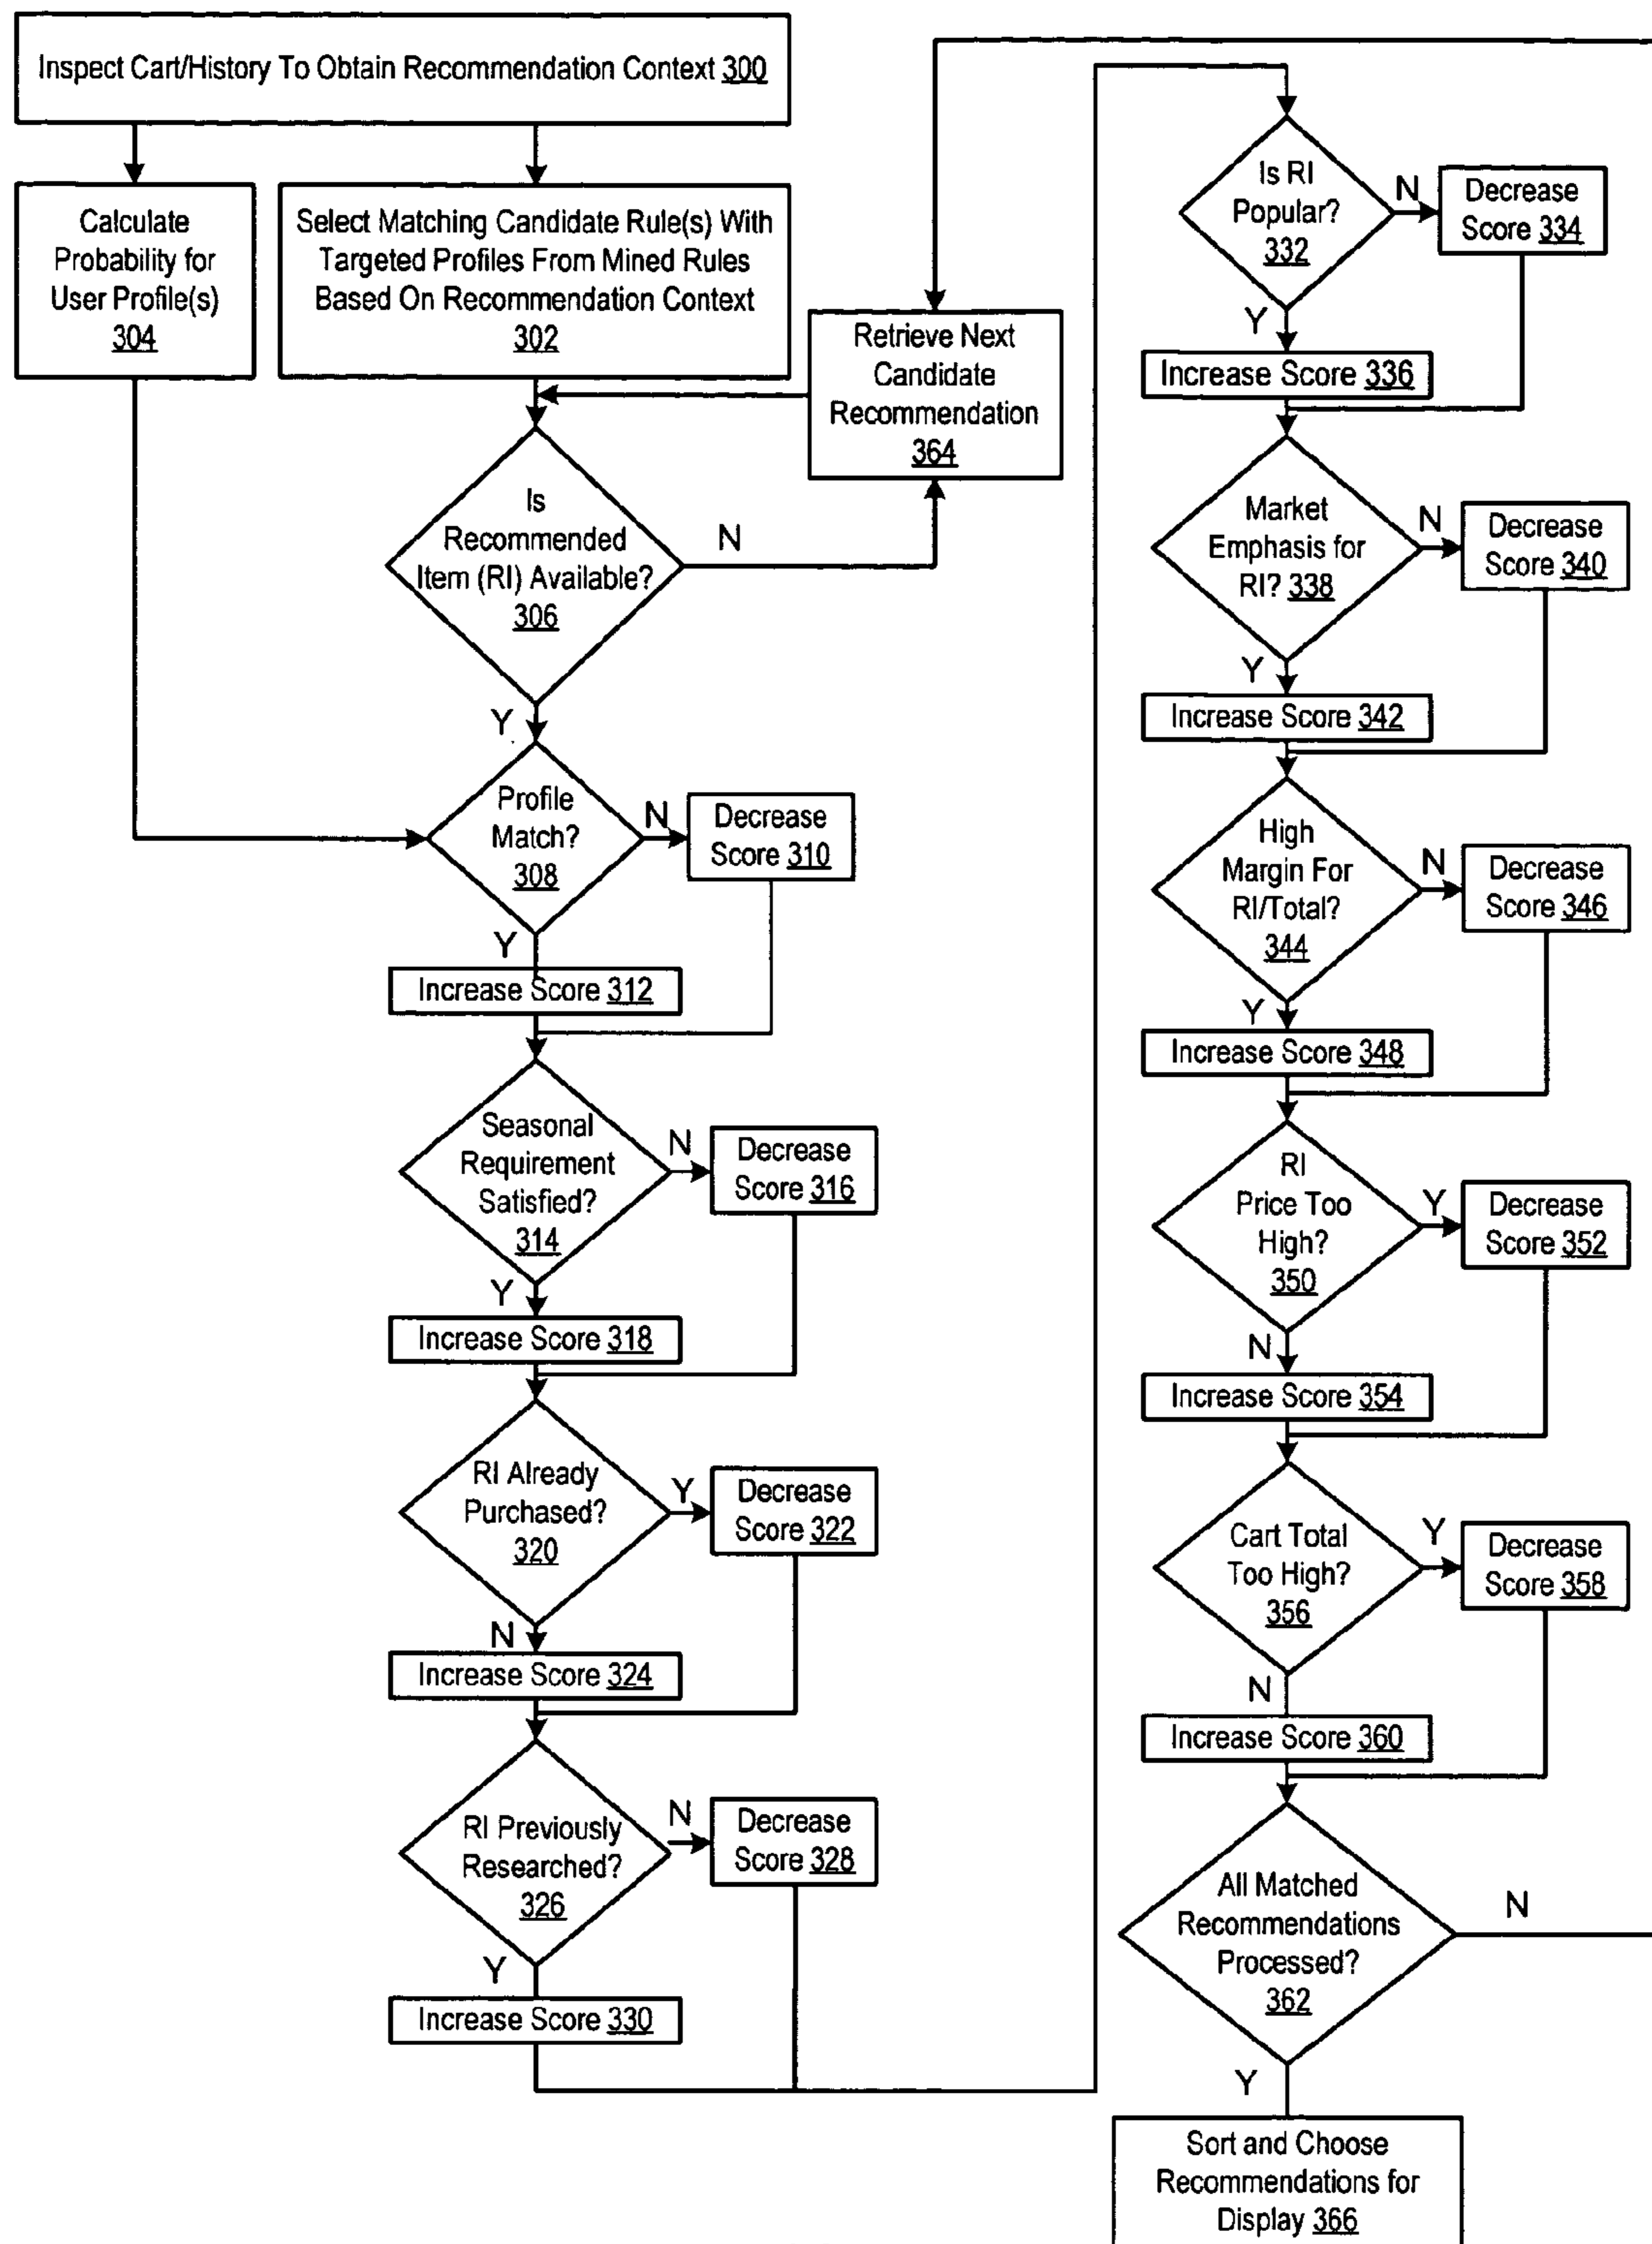 Inspect Cart/History To Obtain Recommendation Context 300
Calculate
Probability for
User Profile(s)
304
Select Matching Candidate Rule(s) With
Targeted Profiles From Mined Rules
Based On Recommendation Context
302
Retrieve Next
Candidate
Recommendation
364
Is
Recommended
Item (RI) Available?
306
N
Y
Profile
Match?
308
N
Decrease
Score 310
Y
Increase Score 312
Seasonal
Requirement
Satisfied?
314
N
Decrease
Score 316
Y
Increase Score 318
RI Already
Purchased?
320
Y
Decrease
Score 322
N
Increase Score 324
RI Previously
Researched?
326
N
Decrease
Score 328
Y
Increase Score 330
Is RI
Popular?
332
N
Decrease
Score 334
Y
Increase Score 336
Market
Emphasis for
RI? 338
N
Decrease
Score 340
Y
Increase Score 342
High
Margin For
RI/Total?
344
N
Decrease
Score 346
Y
Increase Score 348
RI
Price Too
High?
350
Y
Decrease
Score 352
N
Increase Score 354
Cart Total
Too High?
356
Y
Decrease
Score 358
N
Increase Score 360
All Matched
Recommendations
Processed?
362
N
Y
Sort and Choose
Recommendations for
Display 366